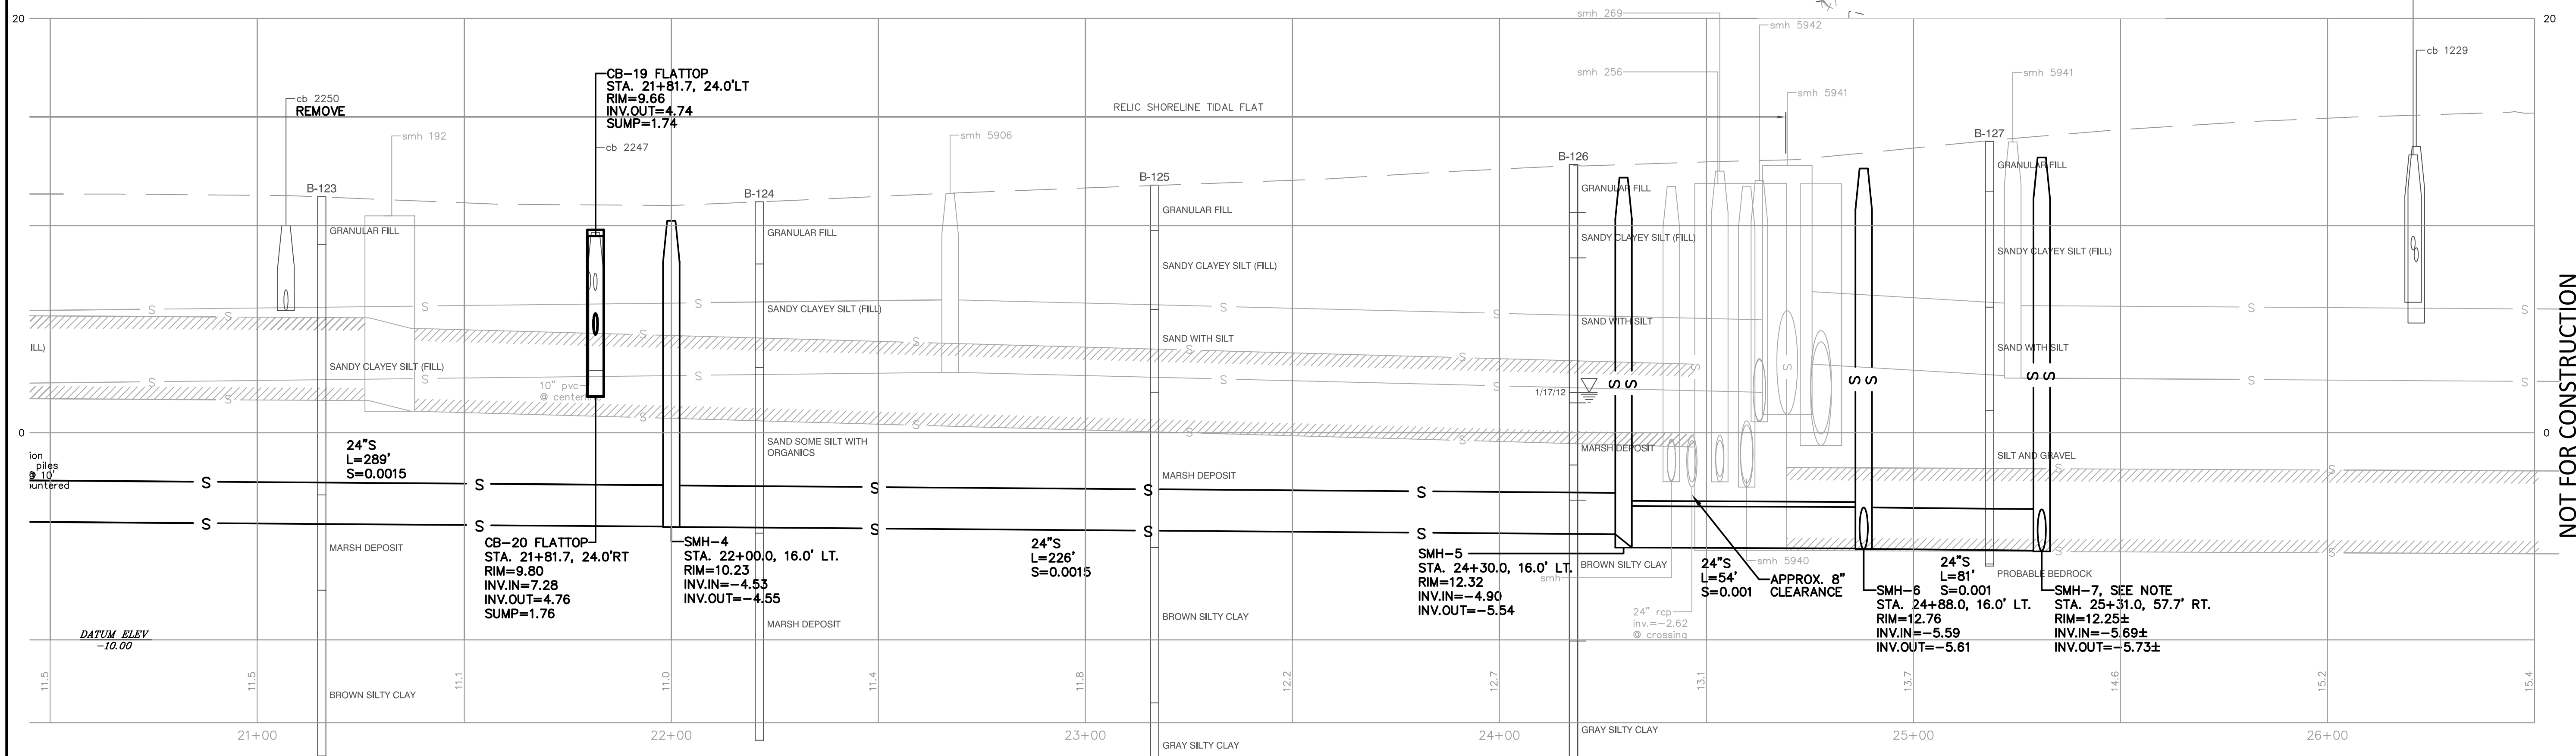 20
20
cb 2250
REMOVE
smh 192
CB-19 FLATTOP
STA. 21+81.7, 24.0'LT
RIM=9.66
INV.OUT=4.74
SUMP=1.74
cb 2247
smh 5906
RELIC SHORELINE TIDAL FLAT
smh 269
smh 256
smh 5942
smh 5941
smh 5941
cb 1229
B-123
GRANULAR FILL
SANDY CLAYEY SILT (FILL)
MARSH DEPOSIT
BROWN SILTY CLAY
B-124
GRANULAR FILL
SANDY CLAYEY SILT (FILL)
SAND SOME SILT WITH
ORGANICS
MARSH DEPOSIT
B-125
GRANULAR FILL
SANDY CLAYEY SILT (FILL)
SAND WITH SILT
MARSH DEPOSIT
BROWN SILTY CLAY
GRAY SILTY CLAY
B-126
GRANULAR FILL
SANDY CLAYEY SILT (FILL)
SAND WITH SILT
1/17/12
MARSH DEPOSIT
BROWN SILTY CLAY
GRAY SILTY CLAY
B-127
GRANULAR FILL
SANDY CLAYEY SILT (FILL)
SAND WITH SILT
SILT AND GRAVEL
PROBABLE BEDROCK
ILL)
10" pvc
0
0
ion
piles
@ 10'
untered
24"S
L=289'
S=0.0015
CB-20 FLATTOP
STA. 21+81.7, 24.0'RT
RIM=9.80
INV.IN=7.28
INV.OUT=4.76
SUMP=1.76
SMH-4
STA. 22+00.0, 16.0' LT.
RIM=10.23
INV.IN=-4.53
INV.OUT=-4.55
24"S
L=226'
S=0.0015
SMH-5
STA. 24+30.0, 16.0' LT.
RIM=12.32
INV.IN=-4.90
INV.OUT=-5.54
smh
24" rcp
inv.=-2.62
@ crossing
24"S
L=54'
S=0.001
smh 5940
APPROX. 8"
CLEARANCE
SMH-6
STA. 24+88.0, 16.0' LT.
RIM=12.76
INV.IN=-5.59
INV.OUT=-5.61
24"S
L=81'
S=0.001
SMH-7, SEE NOTE
STA. 25+31.0, 57.7' RT.
RIM=12.25±
INV.IN=-5.69±
INV.OUT=-5.73±
DATUM ELEV
-10.00
11.5
11.5
11.1
11.0
11.4
11.8
12.2
12.7
13.1
13.7
14.6
15.2
15.4
21+00
22+00
23+00
24+00
25+00
26+00
NOT FOR CONSTRUCTION